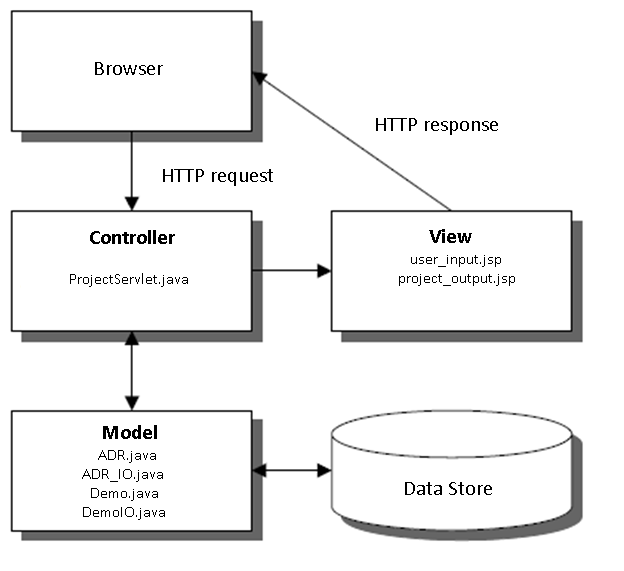 Browser
HTTP response
HTTP request
Controller
ProjectServlet.java
View
user_input.jsp
project_output.jsp
Model
ADR.java
ADR_IO.java
Demo.java
DemoIO.java
Data Store